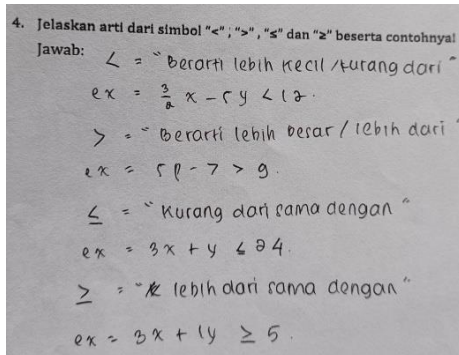 4. Jelaskan arti dari simbol "<" ; ">" , "≤" dan "≥" beserta contohnya!
Jawab:
< = "berarti lebih kecil / kurang dari"
ex = 3/2 x - 5y < 12.
> = "Berarti lebih besar / lebih dari"
ex = 5p - 7 > 9.
≤ = "Kurang dari sama dengan"
ex = 3x + y ≤ 24.
≥ = "lebih dari sama dengan"
ex = 3x + 1y ≥ 5.